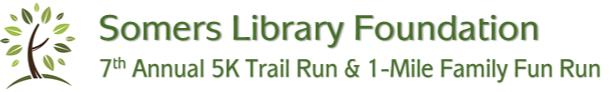 Somers Library Foundation
7th Annual 5K Trail Run & 1-Mile Family Fun Run